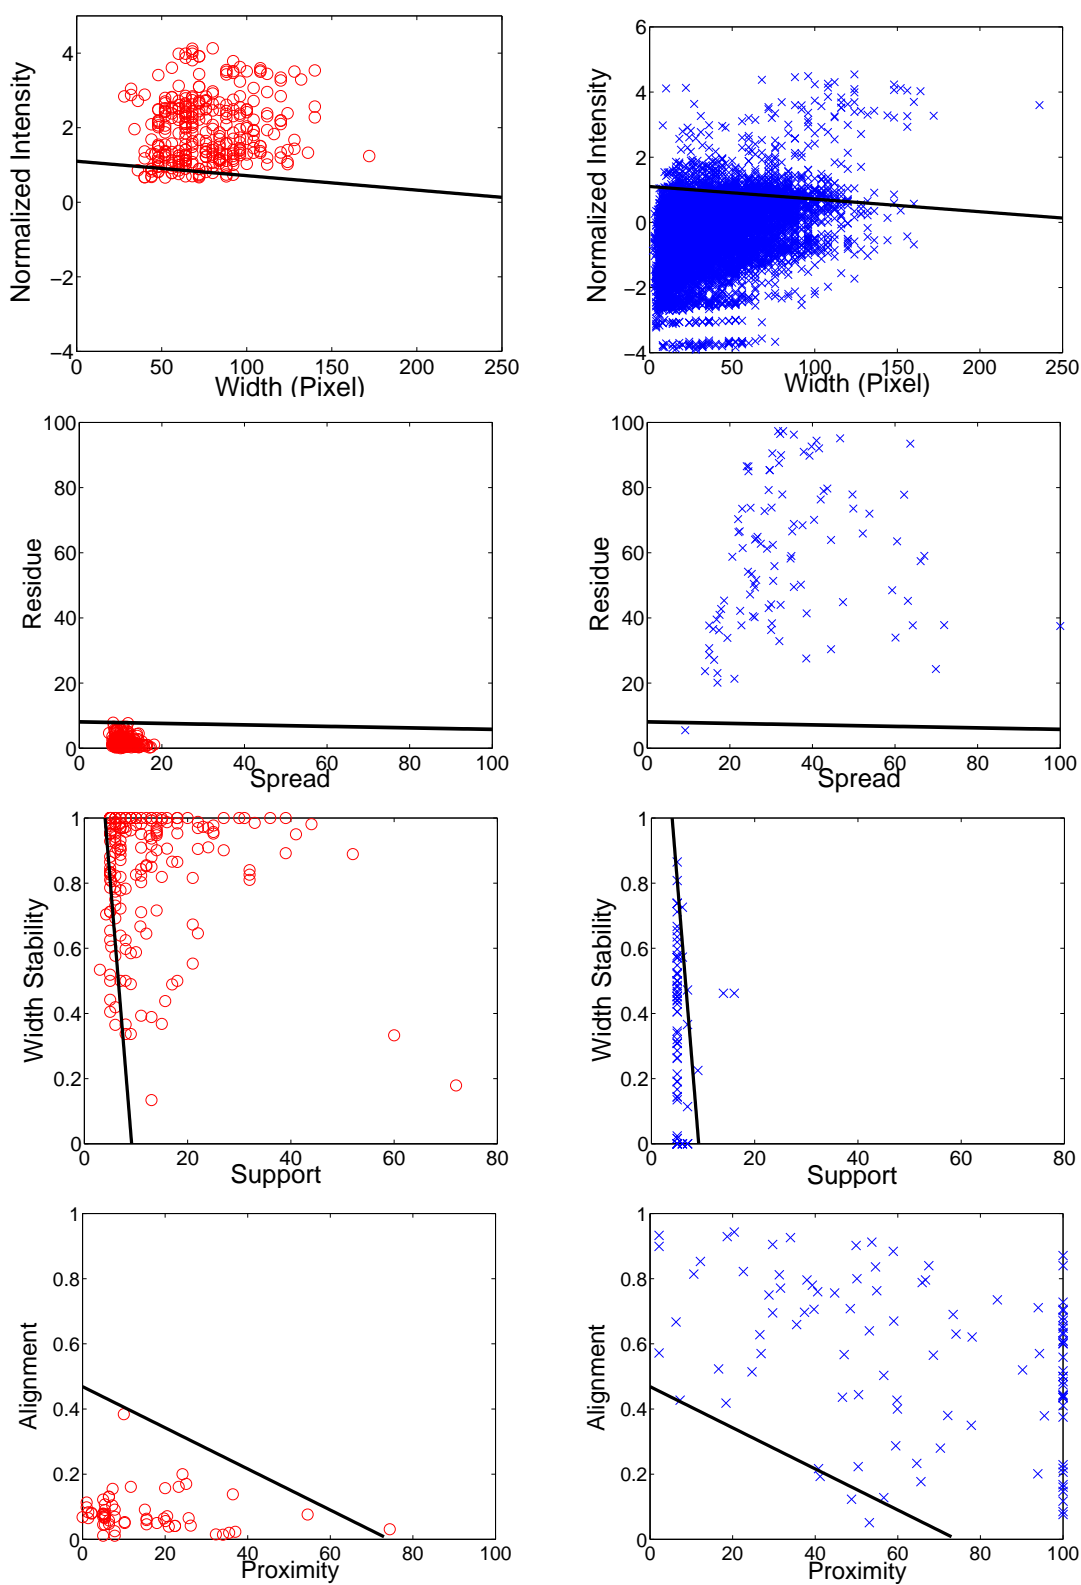 4
2
0
−2
−4
0 50 100 150 200 250
Normalized Intensity
Width (Pixel)
6
4
2
0
−2
−4
0 50 100 150 200 250
Normalized Intensity
Width (Pixel)
100
80
60
40
20
0
0 20 40 60 80 100
Residue
Spread
100
80
60
40
20
0
0 20 40 60 80 100
Residue
Spread
1
0.8
0.6
0.4
0.2
0
0 20 40 60 80
Width Stability
Support
1
0.8
0.6
0.4
0.2
0
0 20 40 60 80
Width Stability
Support
1
0.8
0.6
0.4
0.2
0
0 20 40 60 80 100
Alignment
Proximity
1
0.8
0.6
0.4
0.2
0
0 20 40 60 80 100
Alignment
Proximity